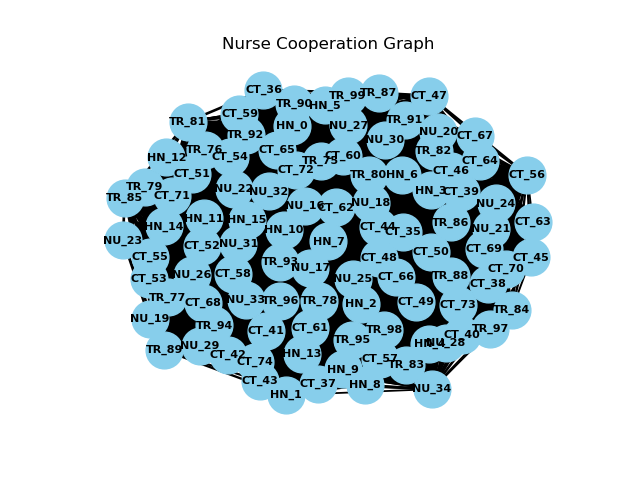 Nurse Cooperation Graph
CT_36
TR_99
TR_87
CT_47
TR_90
HN_5
CT_59
TR_81
TR_91
HN_0
NU_27
NU_20
TR_92
CT_67
NU_30
TR_76
CT_65
TR_82
CT_54
HN_12
CT_60
TR_75
CT_64
CT_72
CT_46
CT_51
TR_80
HN_6
CT_56
TR_79
NU_22
NU_32
HN_3
CT_39
TR_85
CT_71
NU_16
CT_62
NU_18
NU_24
HN_11
HN_15
HN_14
CT_44
CT_35
TR_86
CT_63
HN_10
NU_21
NU_23
CT_52
NU_31
HN_7
CT_55
CT_48
CT_50
CT_69
CT_45
TR_93
NU_17
CT_70
CT_53
NU_26
CT_58
NU_25
CT_66
TR_88
CT_38
TR_77
CT_68
NU_33
TR_96
TR_78
HN_2
CT_49
CT_73
TR_84
NU_19
TR_94
CT_41
CT_61
TR_98
TR_97
TR_95
CT_40
NU_29
HN_4
NU_28
TR_89
CT_42
HN_13
CT_74
CT_57
TR_83
HN_9
CT_43
CT_37
HN_8
NU_34
HN_1